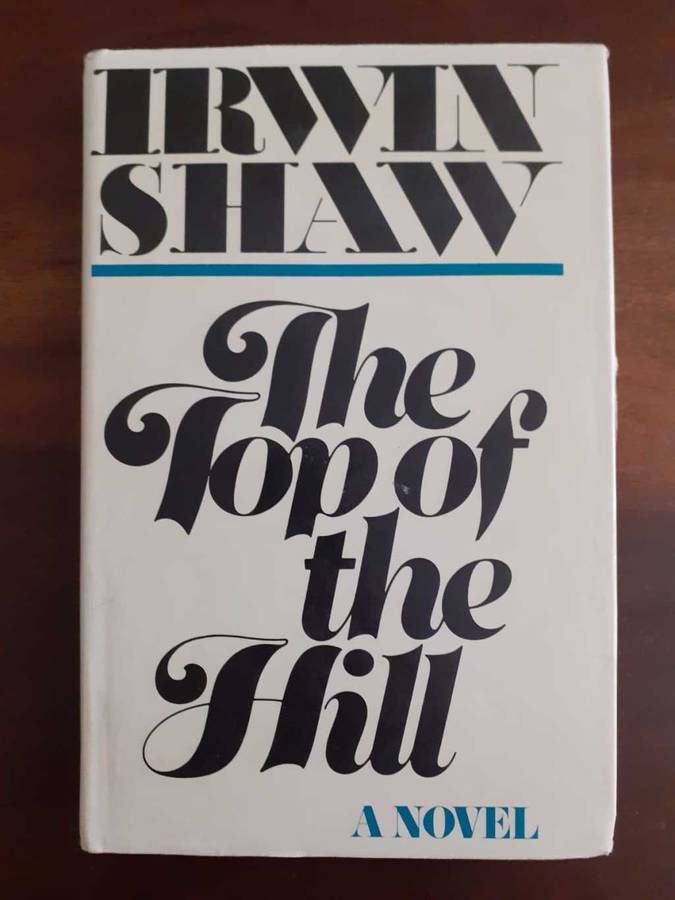 IRWIN
SHAW
The
Top of
the
Hill
A NOVEL